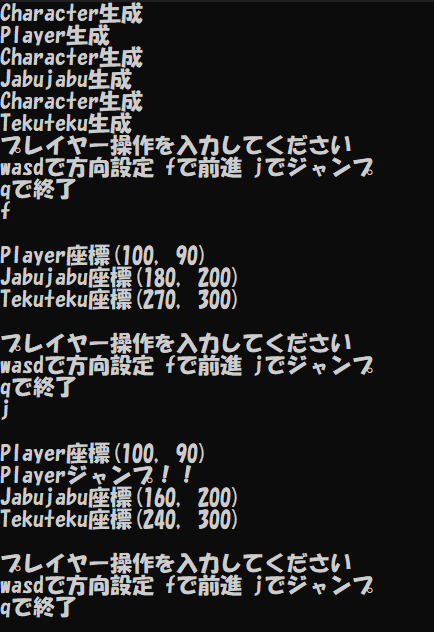 Character生成
Player生成
Character生成
Jabujabu生成
Character生成
Tekuteku生成
プレイヤー操作を入力してください
wasdで方向設定 fで前進 jでジャンプ
qで終了
f
Player座標(100, 90)
Jabujabu座標(180, 200)
Tekuteku座標(270, 300)
プレイヤー操作を入力してください
wasdで方向設定 fで前進 jでジャンプ
qで終了
j
Player座標(100, 90)
Playerジャンプ！！
Jabujabu座標(160, 200)
Tekuteku座標(240, 300)
プレイヤー操作を入力してください
wasdで方向設定 fで前進 jでジャンプ
qで終了